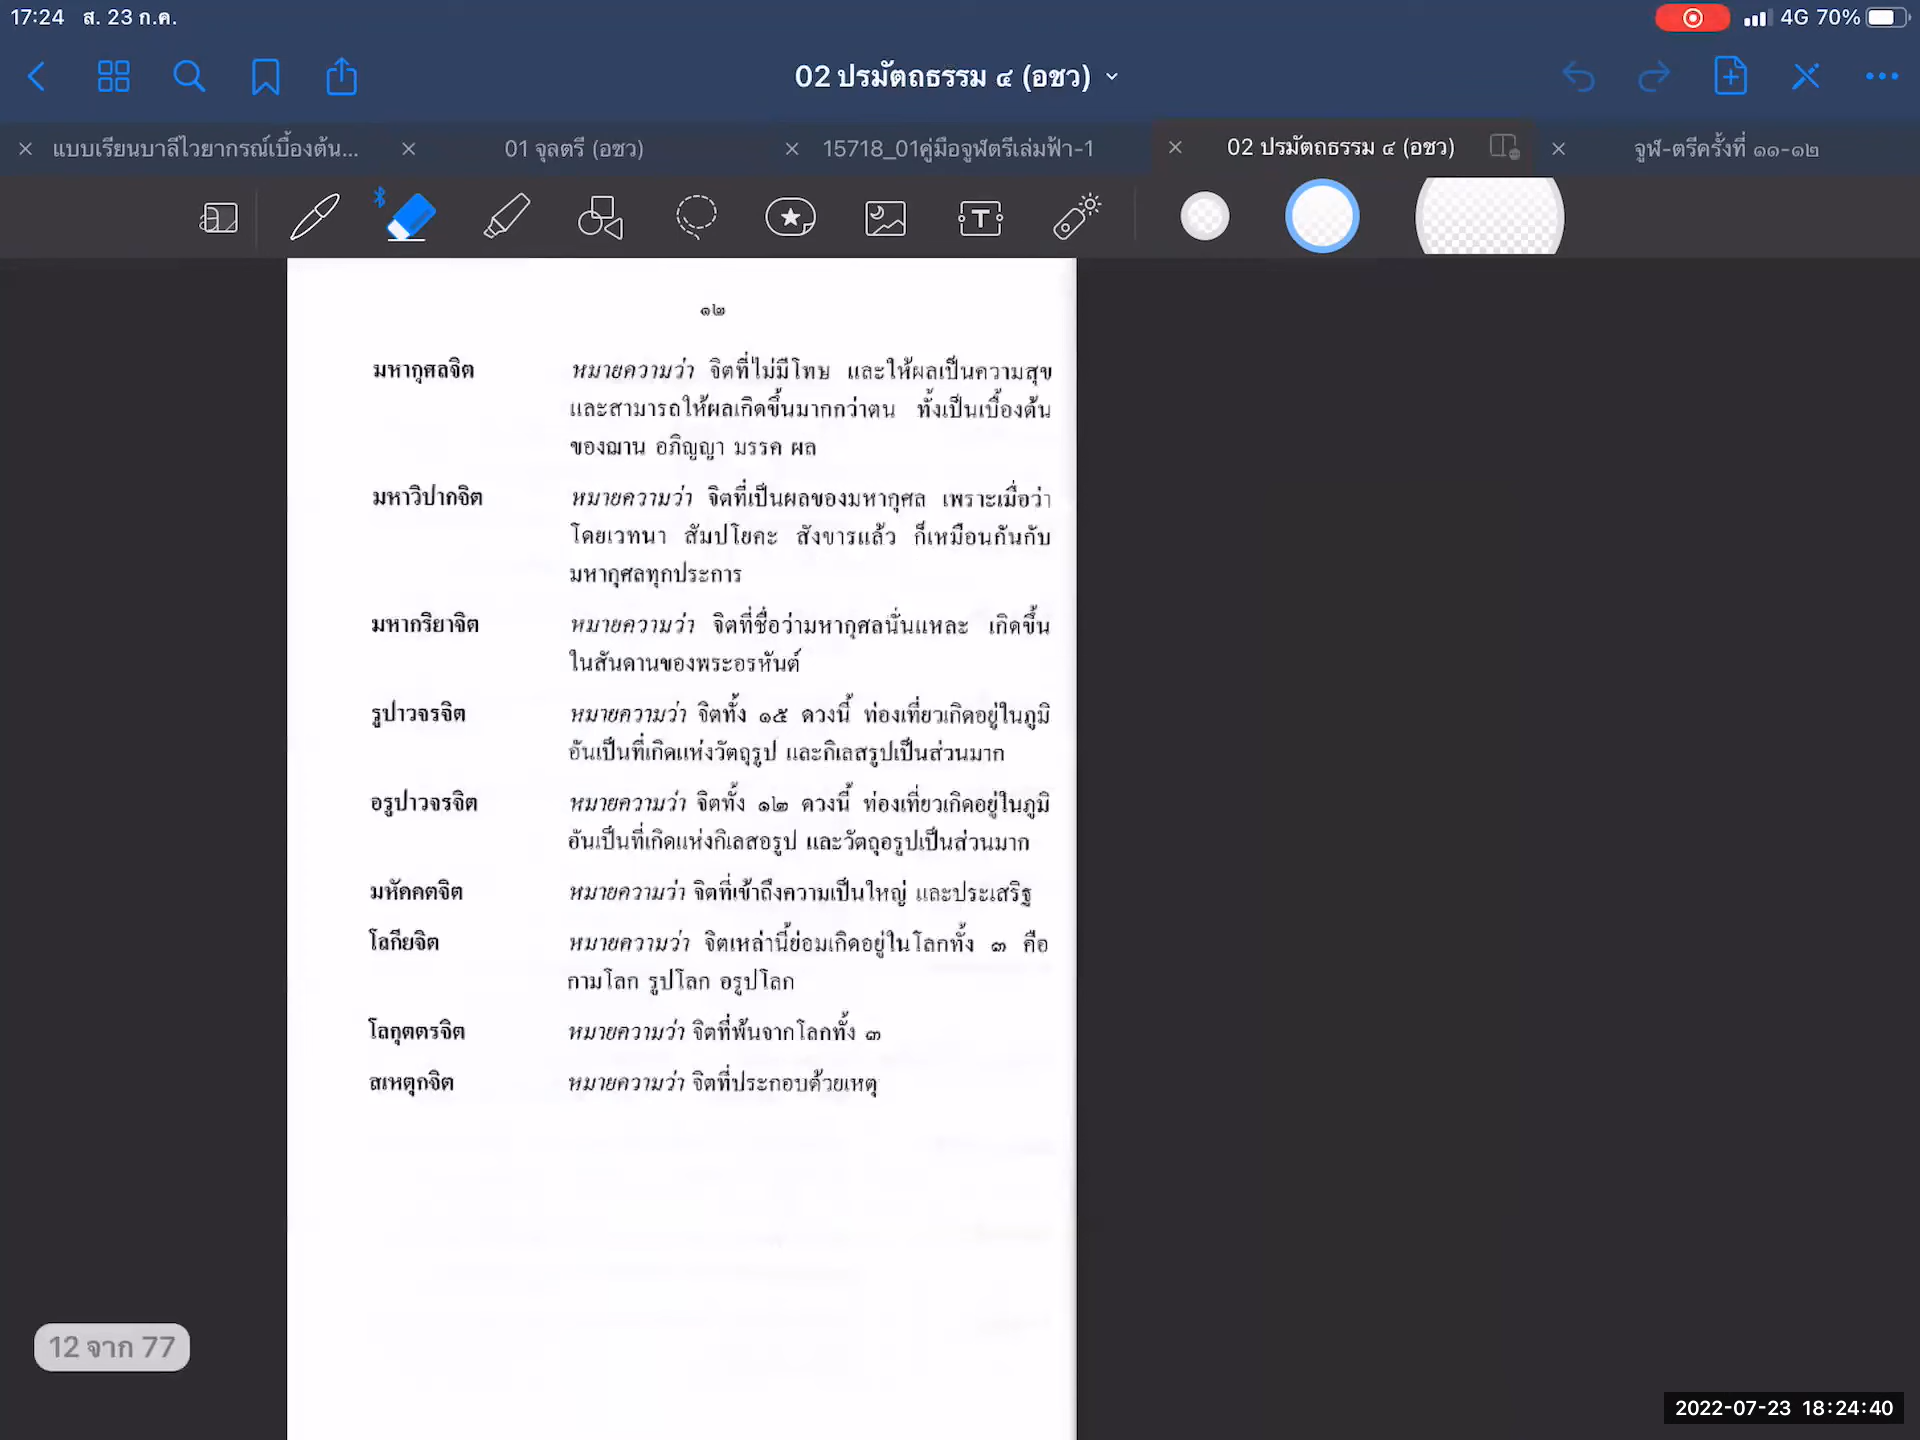 17:24 ส. 23 ก.ค.
4G 70%
02 ปรมัตถธรรม ๔ (อชว)
แบบเรียนบาลีไวยากรณ์เบื้องต้น...
01 จุลตรี (อชว)
15718_01คู่มือจูฬตรีเล่มฟ้า-1
02 ปรมัตถธรรม ๔ (อชว)
จูฬ-ตรีครั้งที่ ๑๑-๑๒
๑๒
มหากุศลจิต หมายความว่า จิตที่ไม่มีโทษ และให้ผลเป็นความสุข
และสามารถให้ผลเกิดขึ้นมากกว่าตน ทั้งเป็นเบื้องต้น
ของฌาน อภิญญา มรรค ผล
มหาวิปากจิต หมายความว่า จิตที่เป็นผลของมหากุศล เพราะเมื่อว่า
โดยเวทนา สัมปโยคะ สังขารแล้ว ก็เหมือนกันกับ
มหากุศลทุกประการ
มหากริยาจิต หมายความว่า จิตที่ชื่อว่ามหากุศลนั่นแหละ เกิดขึ้น
ในสันดานของพระอรหันต์
รูปาวจรจิต หมายความว่า จิตทั้ง ๑๕ ดวงนี้ ท่องเที่ยวเกิดอยู่ในภูมิ
อันเป็นที่เกิดแห่งวัตถุรูป และกิเลสรูปเป็นส่วนมาก
อรูปาวจรจิต หมายความว่า จิตทั้ง ๑๒ ดวงนี้ ท่องเที่ยวเกิดอยู่ในภูมิ
อันเป็นที่เกิดแห่งกิเลสอรูป และวัตถุอรูปเป็นส่วนมาก
มหัคคตจิต หมายความว่า จิตที่เข้าถึงความเป็นใหญ่ และประเสริฐ
โลกียจิต หมายความว่า จิตเหล่านี้ย่อมเกิดอยู่ในโลกทั้ง ๓ คือ
กามโลก รูปโลก อรูปโลก
โลกุตตรจิต หมายความว่า จิตที่พ้นจากโลกทั้ง ๓
สเหตุกจิต หมายความว่า จิตที่ประกอบด้วยเหตุ
12 จาก 77
2022-07-23 18:24:40